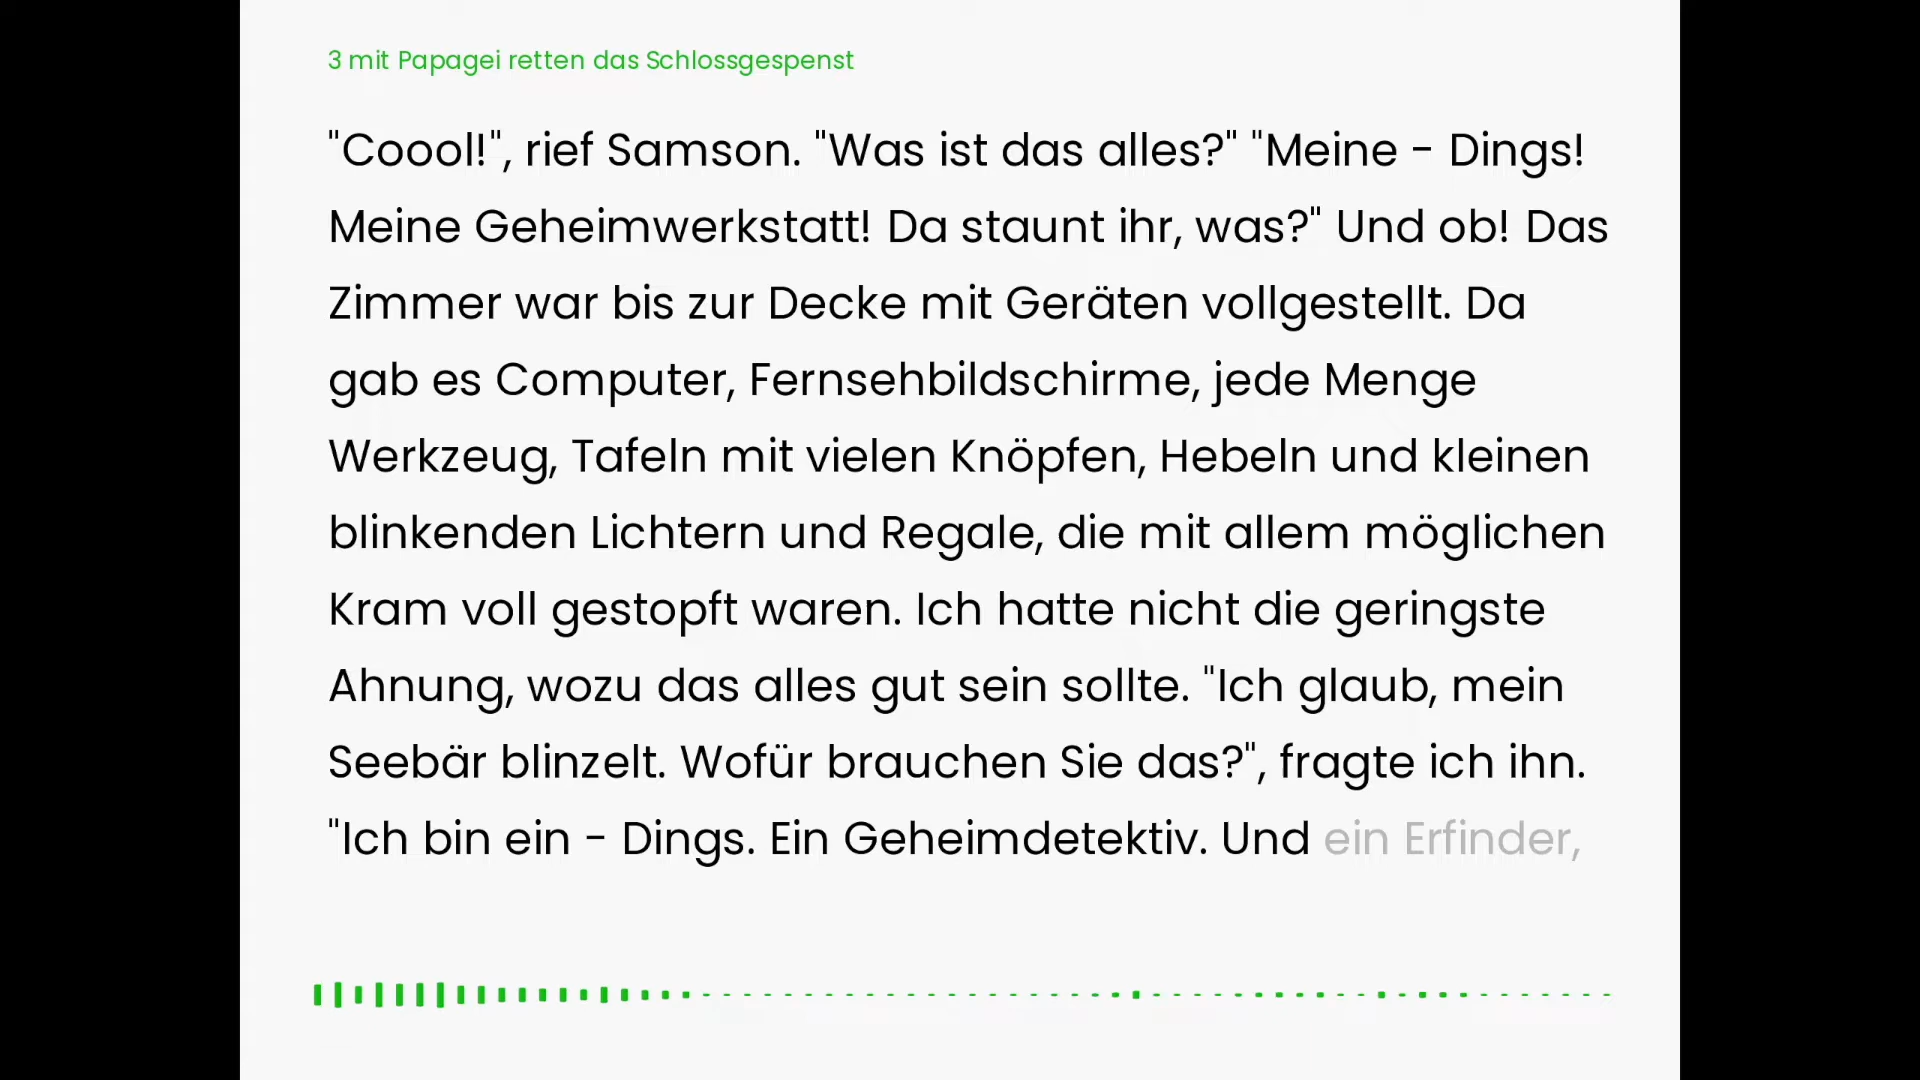 3 mit Papagei retten das Schlossgespenst
"Coool!", rief Samson. "Was ist das alles?" "Meine - Dings!
Meine Geheimwerkstatt! Da staunt ihr, was?" Und ob! Das
Zimmer war bis zur Decke mit Geräten vollgestellt. Da
gab es Computer, Fernsehbildschirme, jede Menge
Werkzeug, Tafeln mit vielen Knöpfen, Hebeln und kleinen
blinkenden Lichtern und Regale, die mit allem möglichen
Kram voll gestopft waren. Ich hatte nicht die geringste
Ahnung, wozu das alles gut sein sollte. "Ich glaub, mein
Seebär blinzelt. Wofür brauchen Sie das?", fragte ich ihn.
"Ich bin ein - Dings. Ein Geheimdetektiv. Und ein Erfinder,